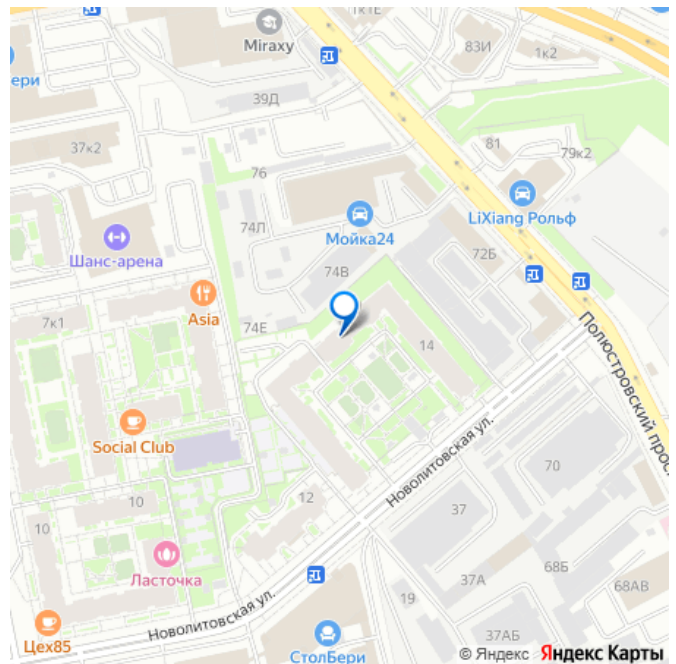 1к1Е
Miraxy
83И
1к2
ери
39Д
37к2
81
79к2
76
LiXiang Рольф
74Л
Мойка24
72Б
Шанс-арена
74В
Asia
7к1
74Е
14
Полюстровский прос
Social Club
Новолитовская ул.
70
12
10
37
10
68Б
Ласточка
37А
68АВ
19
Новолитовская ул.
Цех85
37АБ
СтолБери
© Яндекс Яндекс Карты